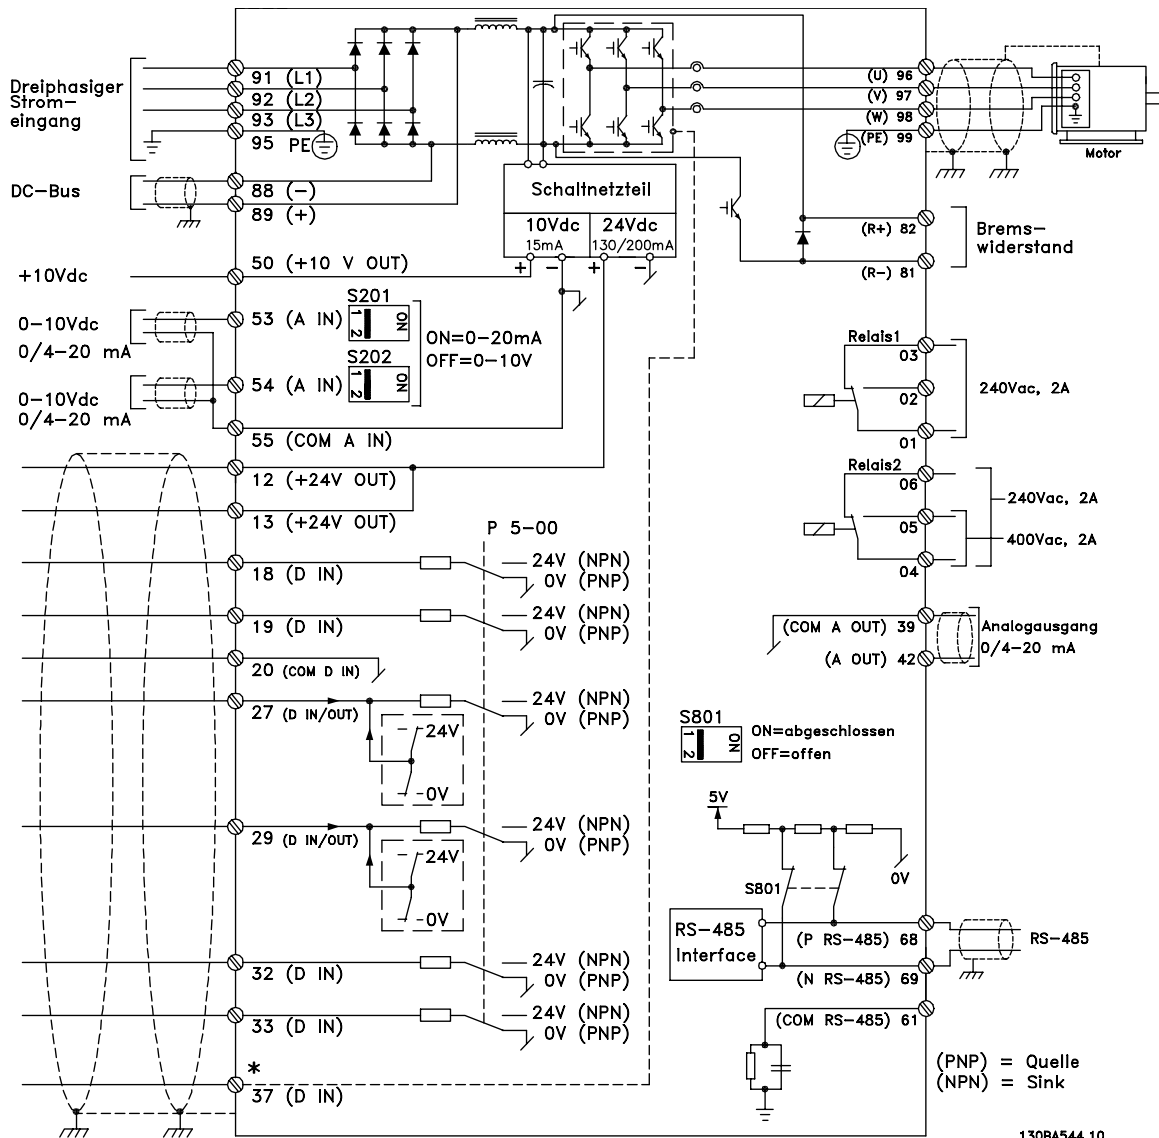 Dreiphasiger
Strom-
eingang
91 (L1)
92 (L2)
93 (L3)
95 PE
DC-Bus
88 (-)
89 (+)
+10Vdc
50 (+10 V OUT)
0-10Vdc
0/4-20 mA
53 (A IN)
S201
1 2
ON
ON=0-20mA
OFF=0-10V
S202
1 2
ON
0-10Vdc
0/4-20 mA
54 (A IN)
55 (COM A IN)
12 (+24V OUT)
13 (+24V OUT)
P 5-00
18 (D IN)
24V (NPN)
0V (PNP)
19 (D IN)
24V (NPN)
0V (PNP)
20 (COM D IN)
27 (D IN/OUT)
24V (NPN)
0V (PNP)
24V
0V
29 (D IN/OUT)
24V (NPN)
0V (PNP)
24V
0V
32 (D IN)
24V (NPN)
0V (PNP)
33 (D IN)
24V (NPN)
0V (PNP)
*
37 (D IN)
Schaltnetzteil
10Vdc
15mA
24Vdc
130/200mA
+ - + -
(U) 96
(V) 97
(W) 98
(PE) 99
Motor
(R+) 82
(R-) 81
Brems-
widerstand
Relais1
03
02
01
240Vac, 2A
Relais2
06
05
04
240Vac, 2A
400Vac, 2A
(COM A OUT) 39
(A OUT) 42
Analogausgang
0/4-20 mA
S801
1 2
ON
ON=abgeschlossen
OFF=offen
5V
0V
S801
RS-485
Interface
(P RS-485) 68
(N RS-485) 69
RS-485
(COM RS-485) 61
(PNP) = Quelle
(NPN) = Sink
130BA544.10